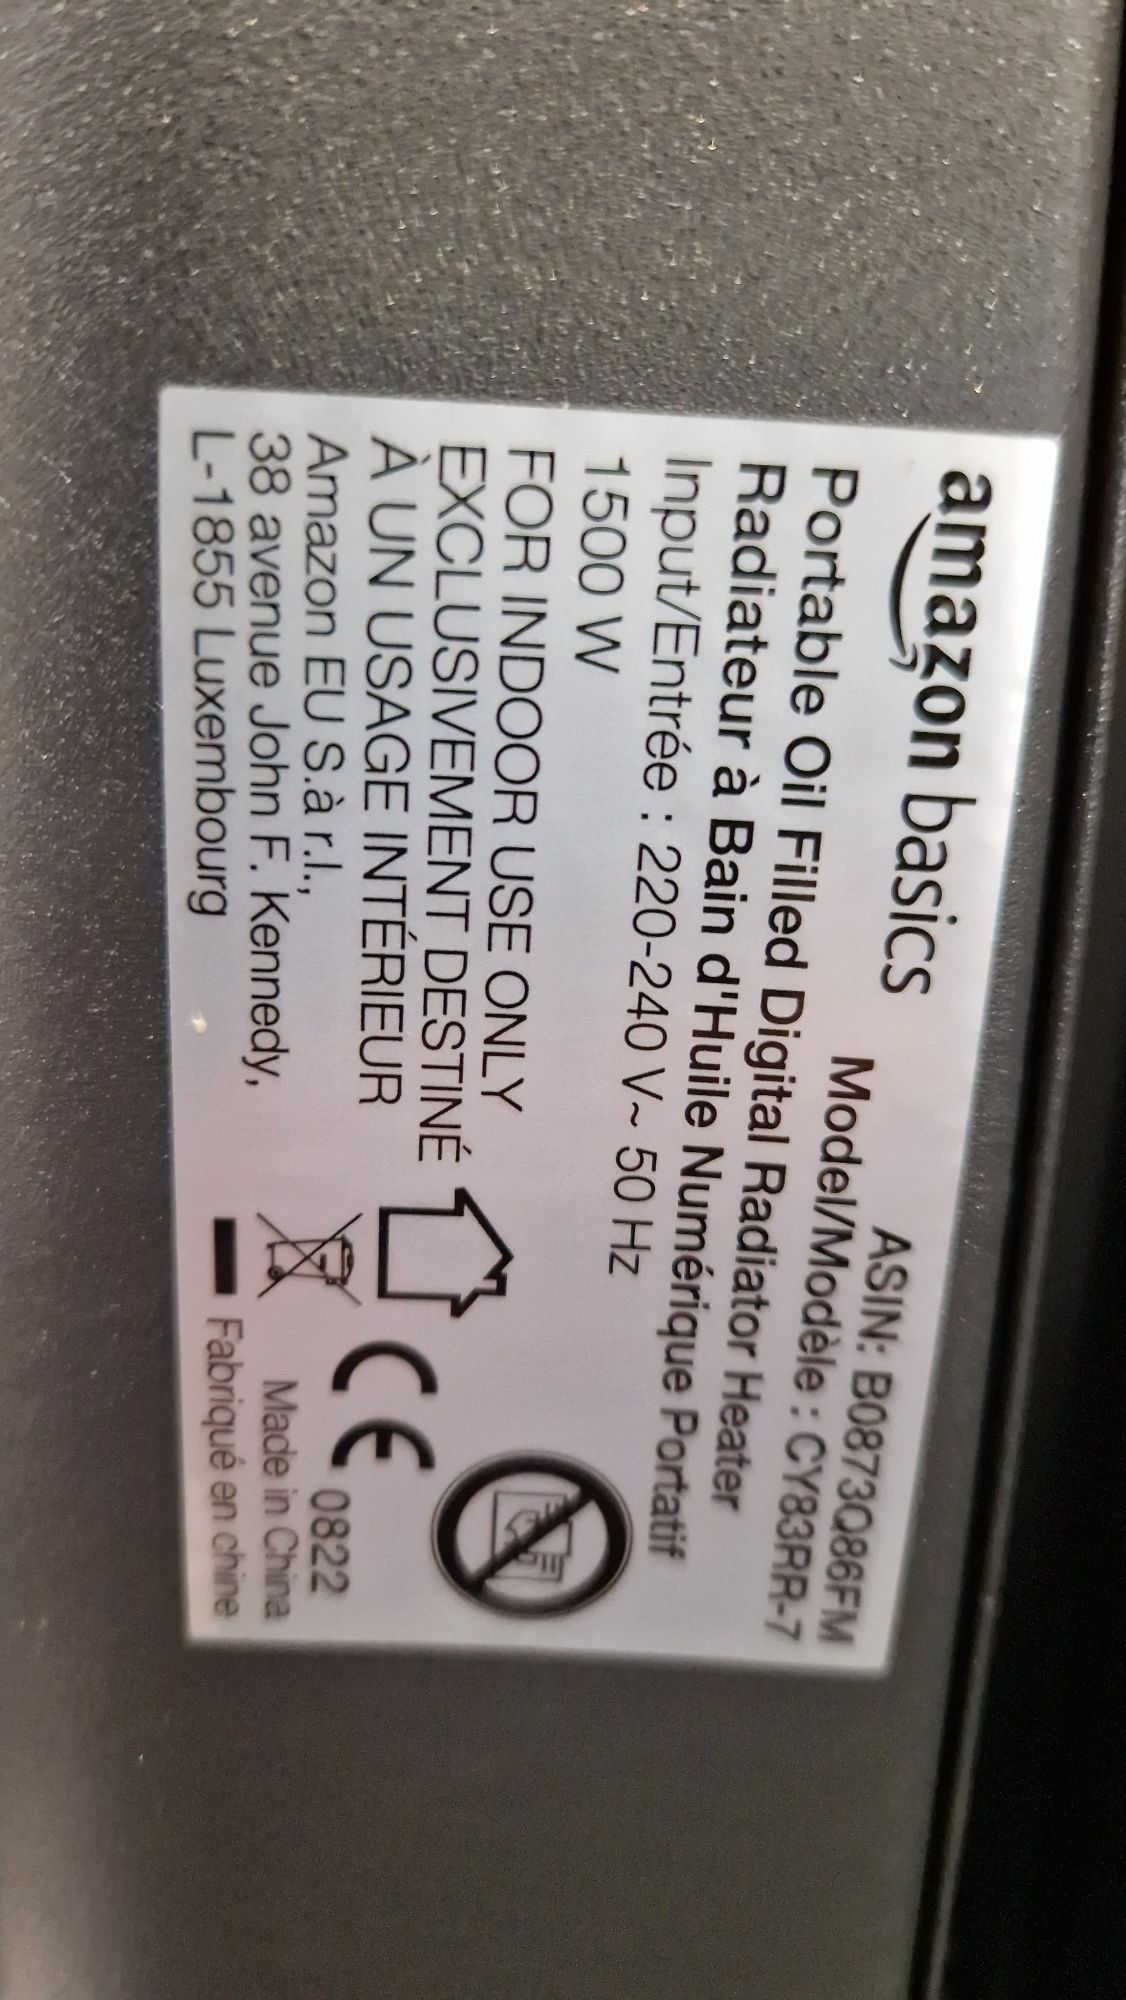 amazon basics
ASIN: B0873Q86FM
Model/Modèle : CY83RR-7
Portable Oil Filled Digital Radiator Heater
Radiateur à Bain d'Huile Numérique Portatif
Input/Entrée : 220-240 V~ 50 Hz
1500 W
FOR INDOOR USE ONLY
EXCLUSIVEMENT DESTINÉ
À UN USAGE INTÉRIEUR
Amazon EU S.à r.l.,
38 avenue John F. Kennedy,
L-1855 Luxembourg
CE
0822
Made in China
Fabriqué en chine